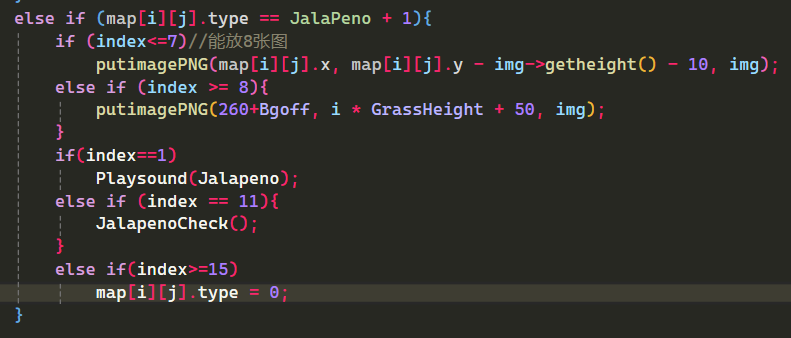 else if (map[i][j].type == JalaPeno + 1){
if (index<=7)//能放8张图
putimagePNG(map[i][j].x, map[i][j].y - img->getheight() - 10, img);
else if (index >= 8){
putimagePNG(260+Bgoff, i * GrassHeight + 50, img);
}
if(index==1)
Playsound(Jalapeno);
else if (index == 11){
JalapenoCheck();
}
else if(index>=15)
map[i][j].type = 0;
}